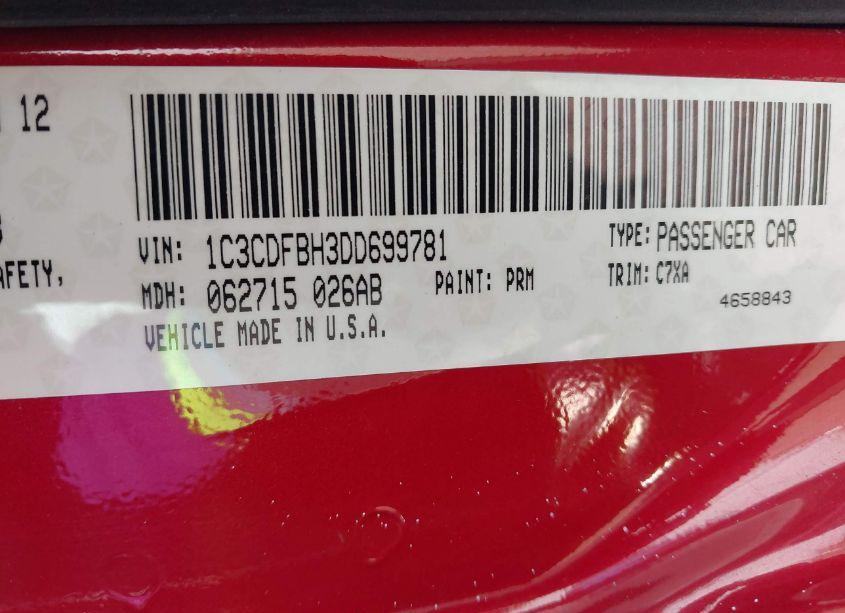 12
AFETY,
VIN: 1C3CDFBH3DD699781
TYPE: PASSENGER CAR
MDH: 062715 026AB
PAINT: PRM
TRIM: C7XA
VEHICLE MADE IN U.S.A.
4658843